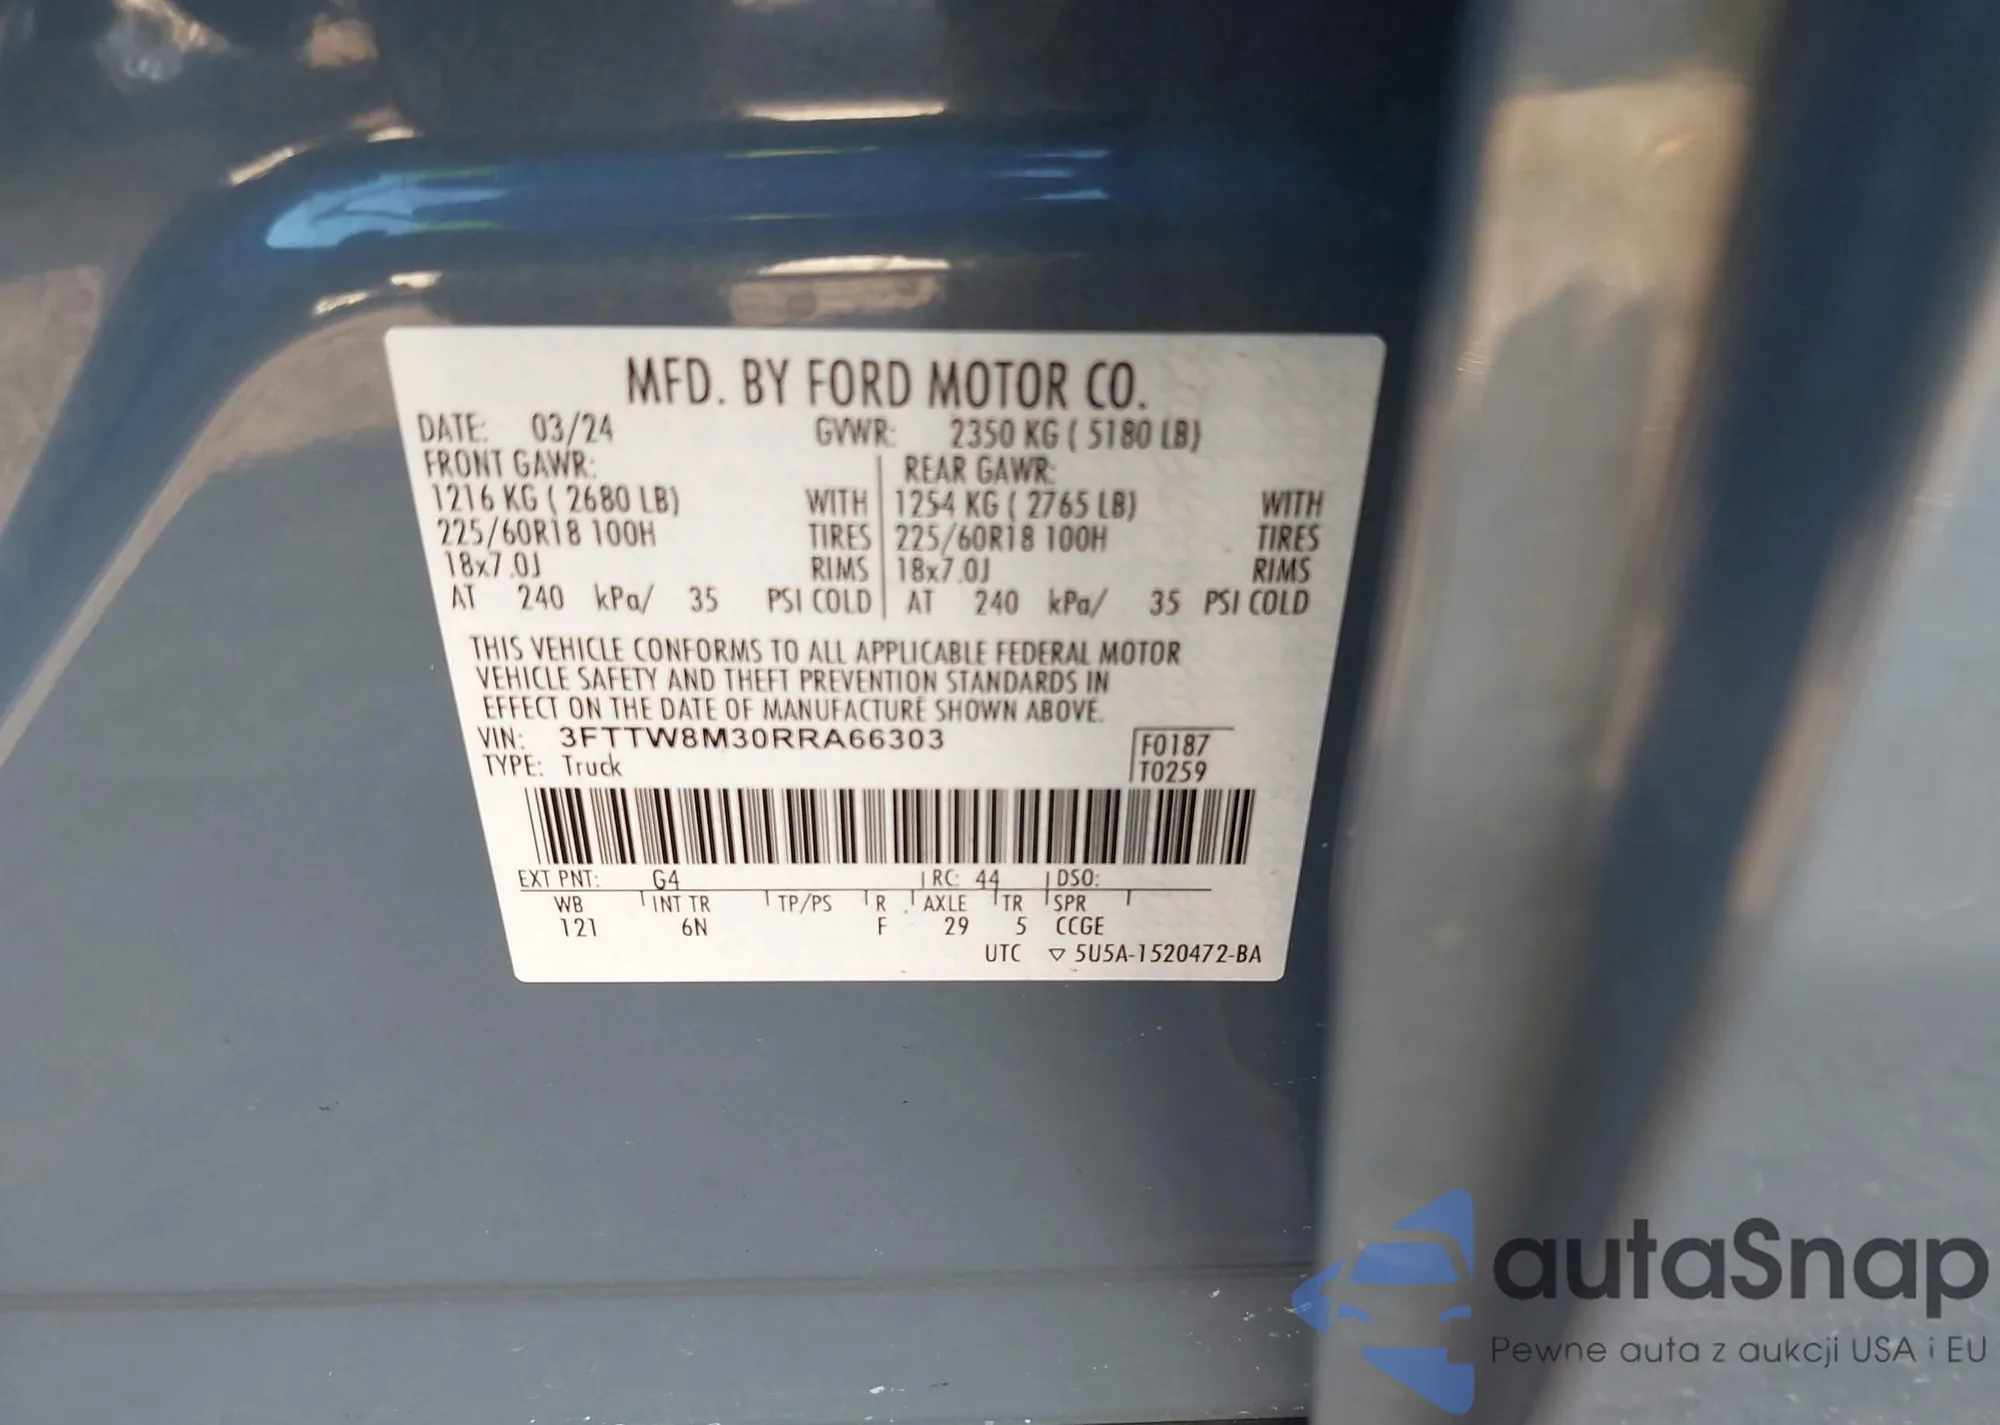 MFD. BY FORD MOTOR CO.
DATE: 03/24 GVWR: 2350 KG ( 5180 LB)
FRONT GAWR: REAR GAWR:
1216 KG ( 2680 LB) WITH 1254 KG ( 2765 LB) WITH
225/60R18 100H TIRES 225/60R18 100H TIRES
18x7.0J RIMS 18x7.0J RIMS
AT 240 kPa/ 35 PSI COLD AT 240 kPa/ 35 PSI COLD
THIS VEHICLE CONFORMS TO ALL APPLICABLE FEDERAL MOTOR
VEHICLE SAFETY AND THEFT PREVENTION STANDARDS IN
EFFECT ON THE DATE OF MANUFACTURE SHOWN ABOVE.
VIN: 3FTTW8M30RRA66303 F0187
TYPE: Truck T0259
EXT PNT: G4 RC: 44 DSO:
WB INT TR TP/PS R AXLE TR SPR
121 6N F 29 5 CCGE
UTC ▽ 5U5A-1520472-BA
autaSnap
Pewne auta z aukcji USA i EU